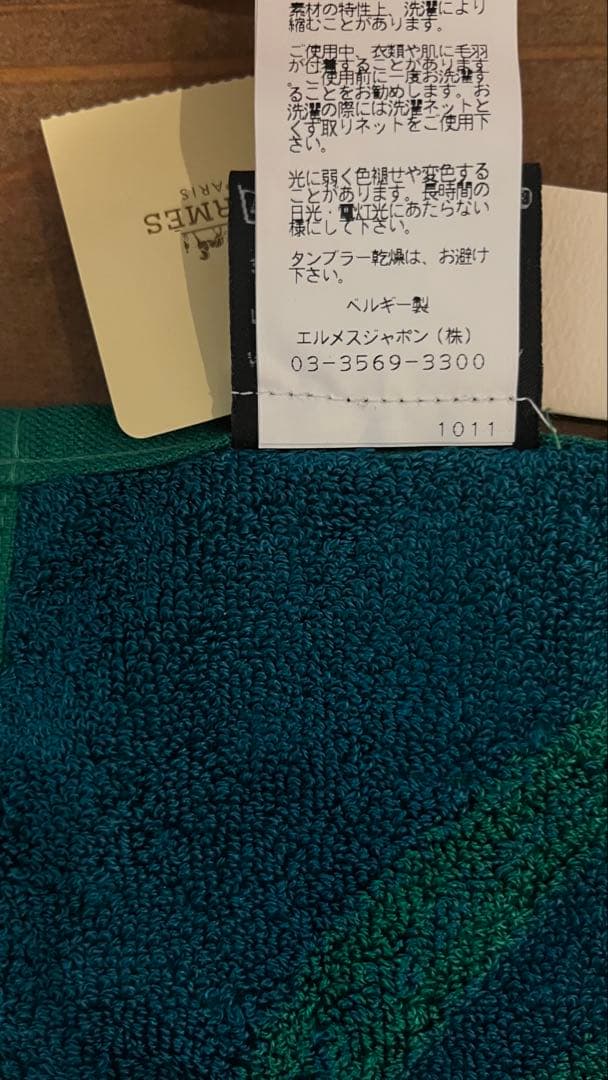 素材の特性上、洗濯により
縮むことがあります。
ご使用中、衣類や肌に毛羽
が付着することがあります
。ご使用前に一度お洗濯す
ることをお勧めします。お
洗濯の際には洗濯ネットと
くず取りネットをご使用下
さい。
光に弱く色褪せや変色する
ことがあります。長時間の
日光・電灯光にあたらない
様にして下さい。
タンブラー乾燥は、お避け
下さい。
ベルギー製
エルメスジャポン（株）
03-3569-3300
1011
RMES
PARIS